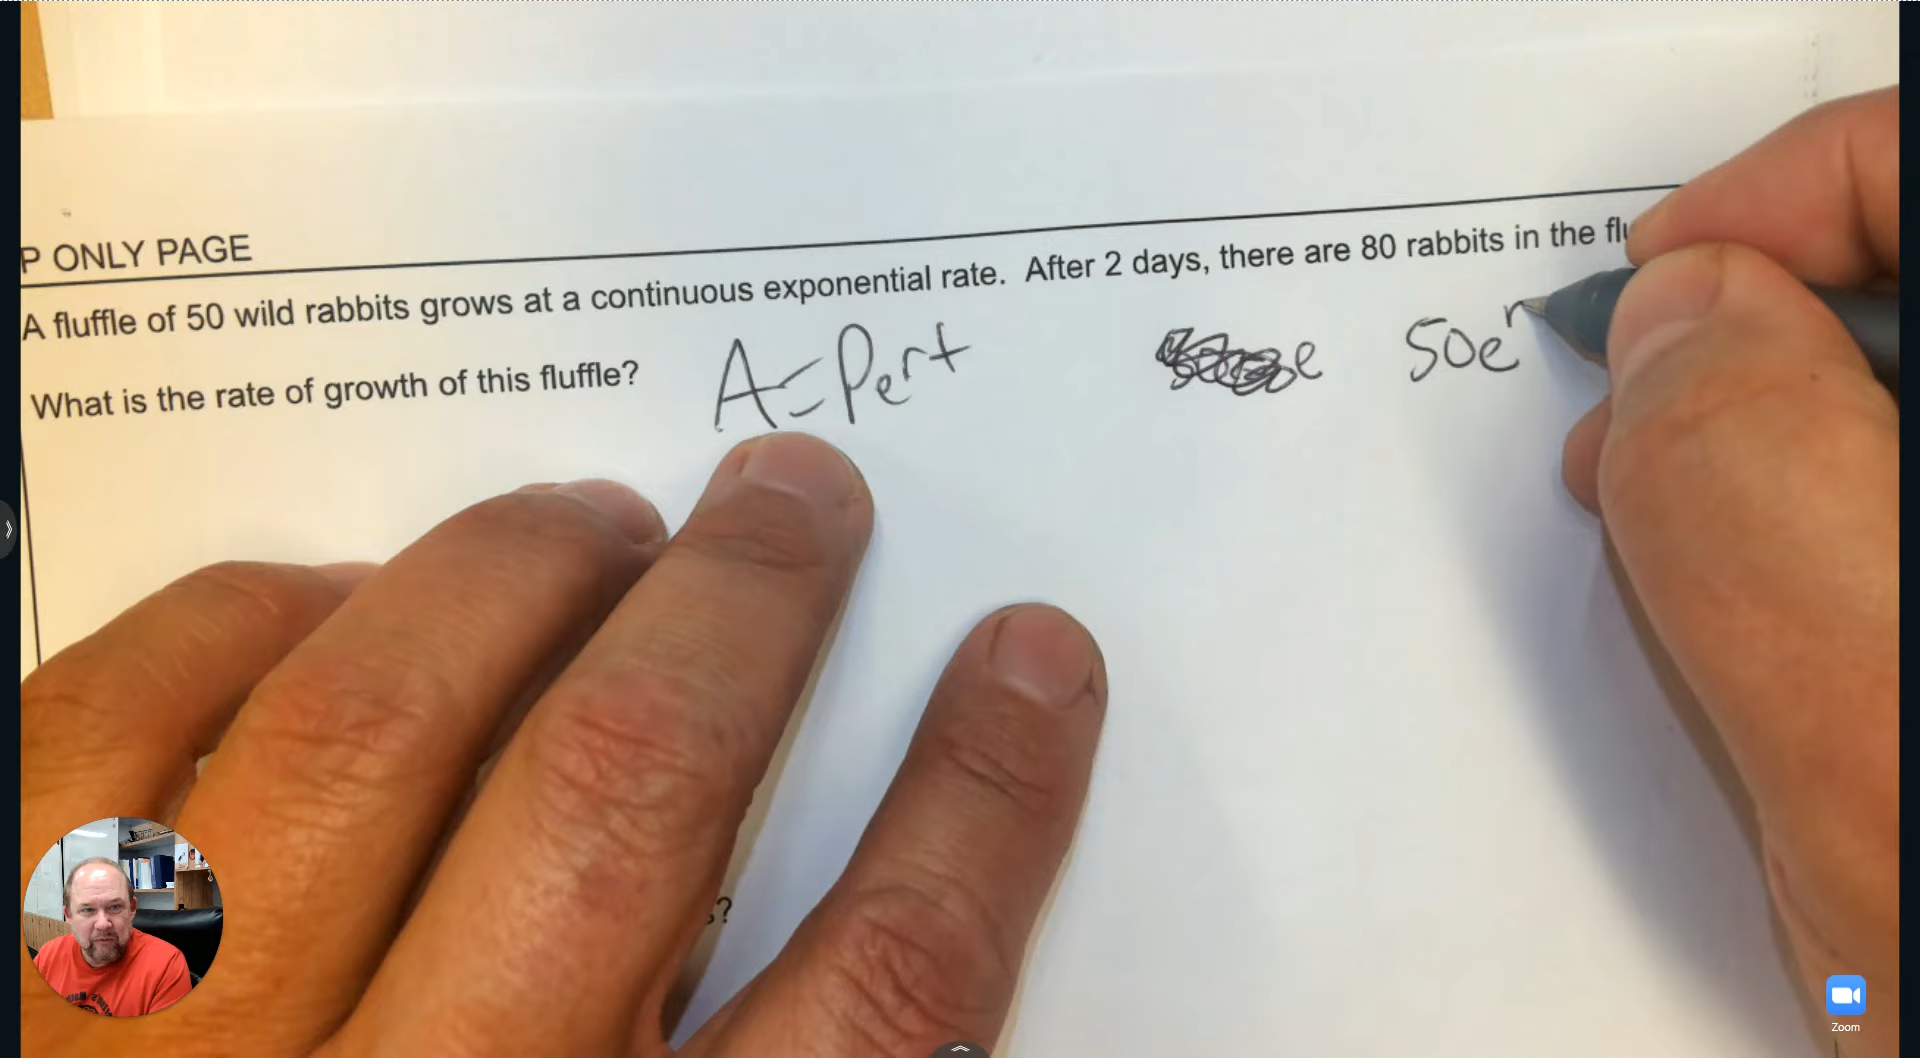 P ONLY PAGE
A fluffle of 50 wild rabbits grows at a continuous exponential rate. After 2 days, there are 80 rabbits in the
What is the rate of growth of this fluffle?
A=Pert
e
50er
?
Zoom